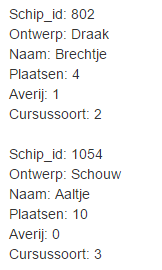 Schip_id: 802
Ontwerp: Draak
Naam: Brechtje
Plaatsen: 4
Averij: 1
Cursussoort: 2

Schip_id: 1054
Ontwerp: Schouw
Naam: Aaltje
Plaatsen: 10
Averij: 0
Cursussoort: 3